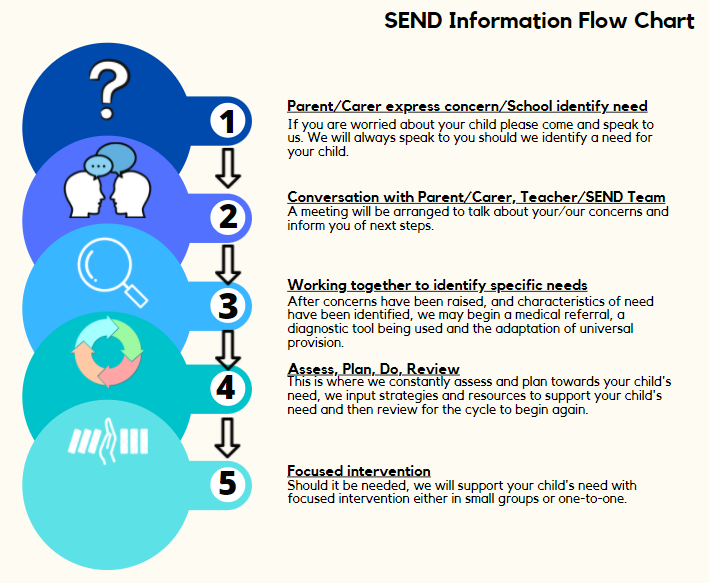 SEND Information Flow Chart
?
1
Parent/Carer express concern/School identify need
If you are worried about your child please come and speak to
us. We will always speak to you should we identify a need for
your child.
2
Conversation with Parent/Carer, Teacher/SEND Team
A meeting will be arranged to talk about your/our concerns and
inform you of next steps.
3
Working together to identify specific needs
After concerns have been raised, and characteristics of need
have been identified, we may begin a medical referral, a
diagnostic tool being used and the adaptation of universal
provision.
4
Assess, Plan, Do, Review
This is where we constantly assess and plan towards your child's
need, we input strategies and resources to support your child's
need and then review for the cycle to begin again.
5
Focused intervention
Should it be needed, we will support your child's need with
focused intervention either in small groups or one-to-one.